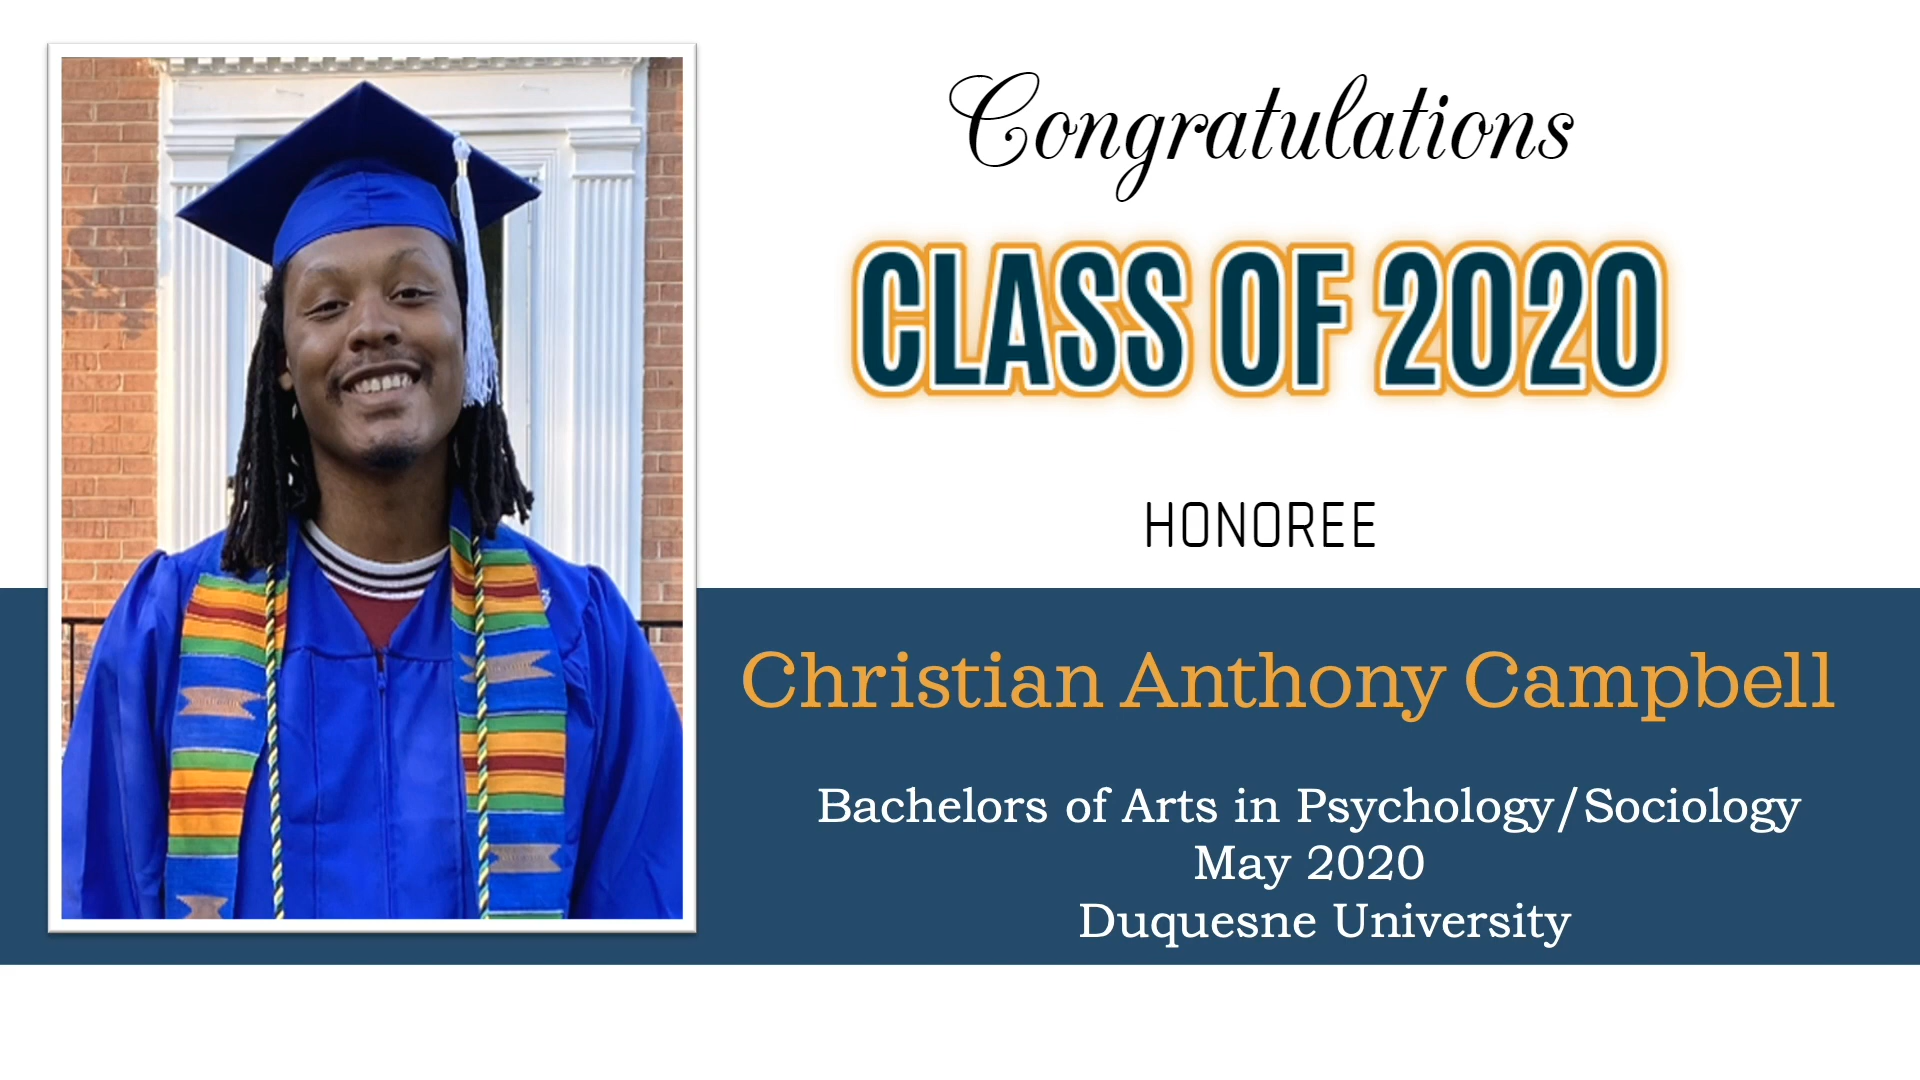 Congratulations
CLASS OF 2020
HONOREE
Christian Anthony Campbell
Bachelors of Arts in Psychology/Sociology
May 2020
Duquesne University